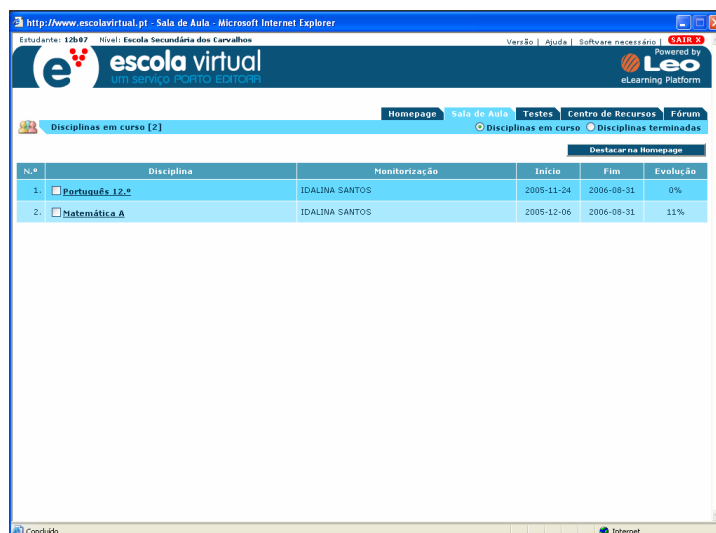 http://www.escolavirtual.pt - Sala de Aula - Microsoft Internet Explorer
Estudante: 12b07 Nível: Escola Secundária dos Carvalhos Versão | Ajuda | Software necessário | SAIR X
Powered by
e escola virtual Leo
um serviço PORTO EDITORA eLearning Platform
Homepage Sala de Aula Testes Centro de Recursos Fórum
Disciplinas em curso [2] Disciplinas em curso Disciplinas terminadas
Destacar na Homepage
N.º Disciplina Monitorização Início Fim Evolução
1. Português 12.º IDALINA SANTOS 2005-11-24 2006-08-31 0%
2. Matemática A IDALINA SANTOS 2005-12-06 2006-08-31 11%
Concluído Internet